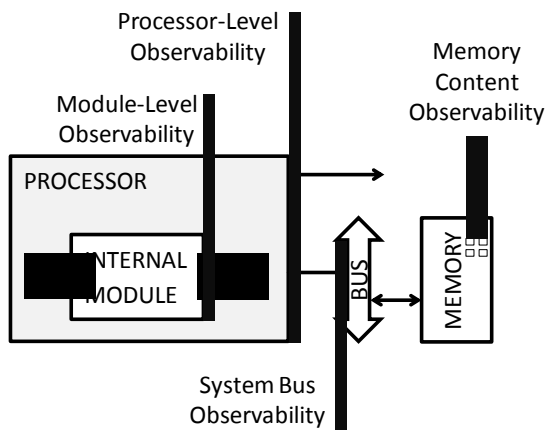 Processor-Level
Observability
Memory
Content
Observability
Module-Level
Observability
PROCESSOR
INTERNAL
MODULE
BUS
MEMORY
System Bus
Observability